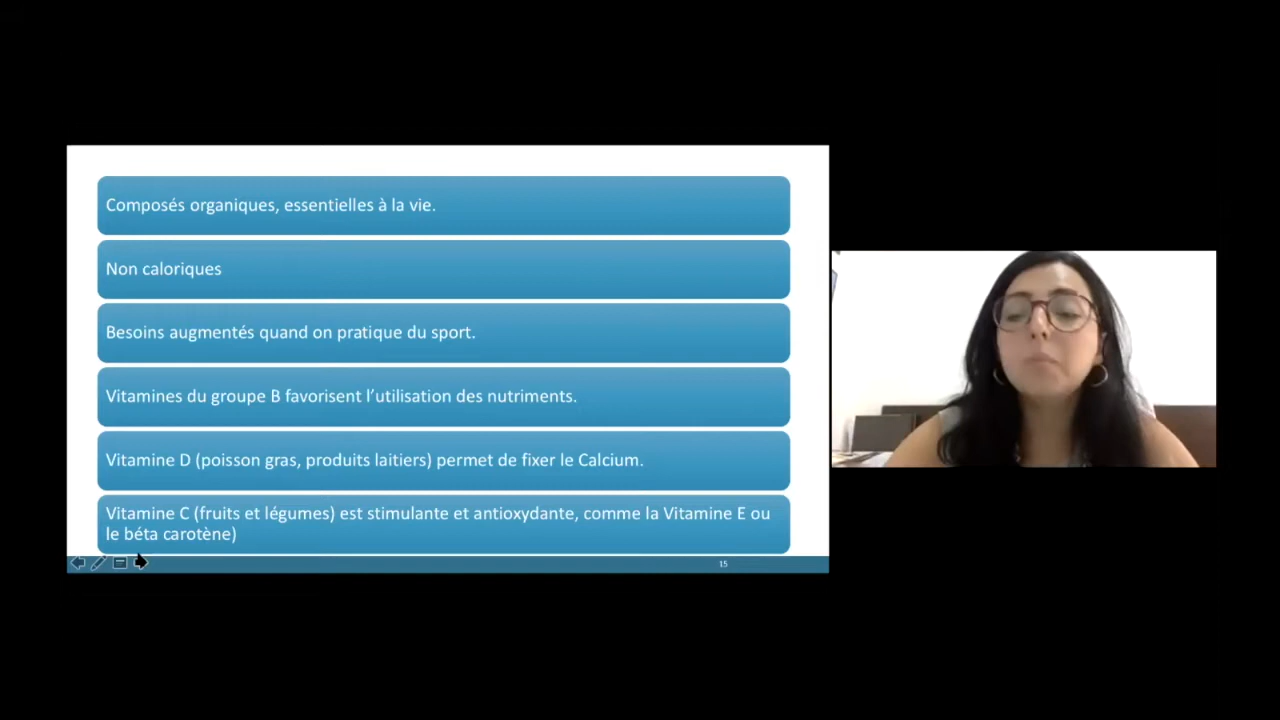 Composés organiques, essentielles à la vie.
Non caloriques
Besoins augmentés quand on pratique du sport.
Vitamines du groupe B favorisent l’utilisation des nutriments.
Vitamine D (poisson gras, produits laitiers) permet de fixer le Calcium.
Vitamine C (fruits et légumes) est stimulante et antioxydante, comme la Vitamine E ou
le béta carotène)
15